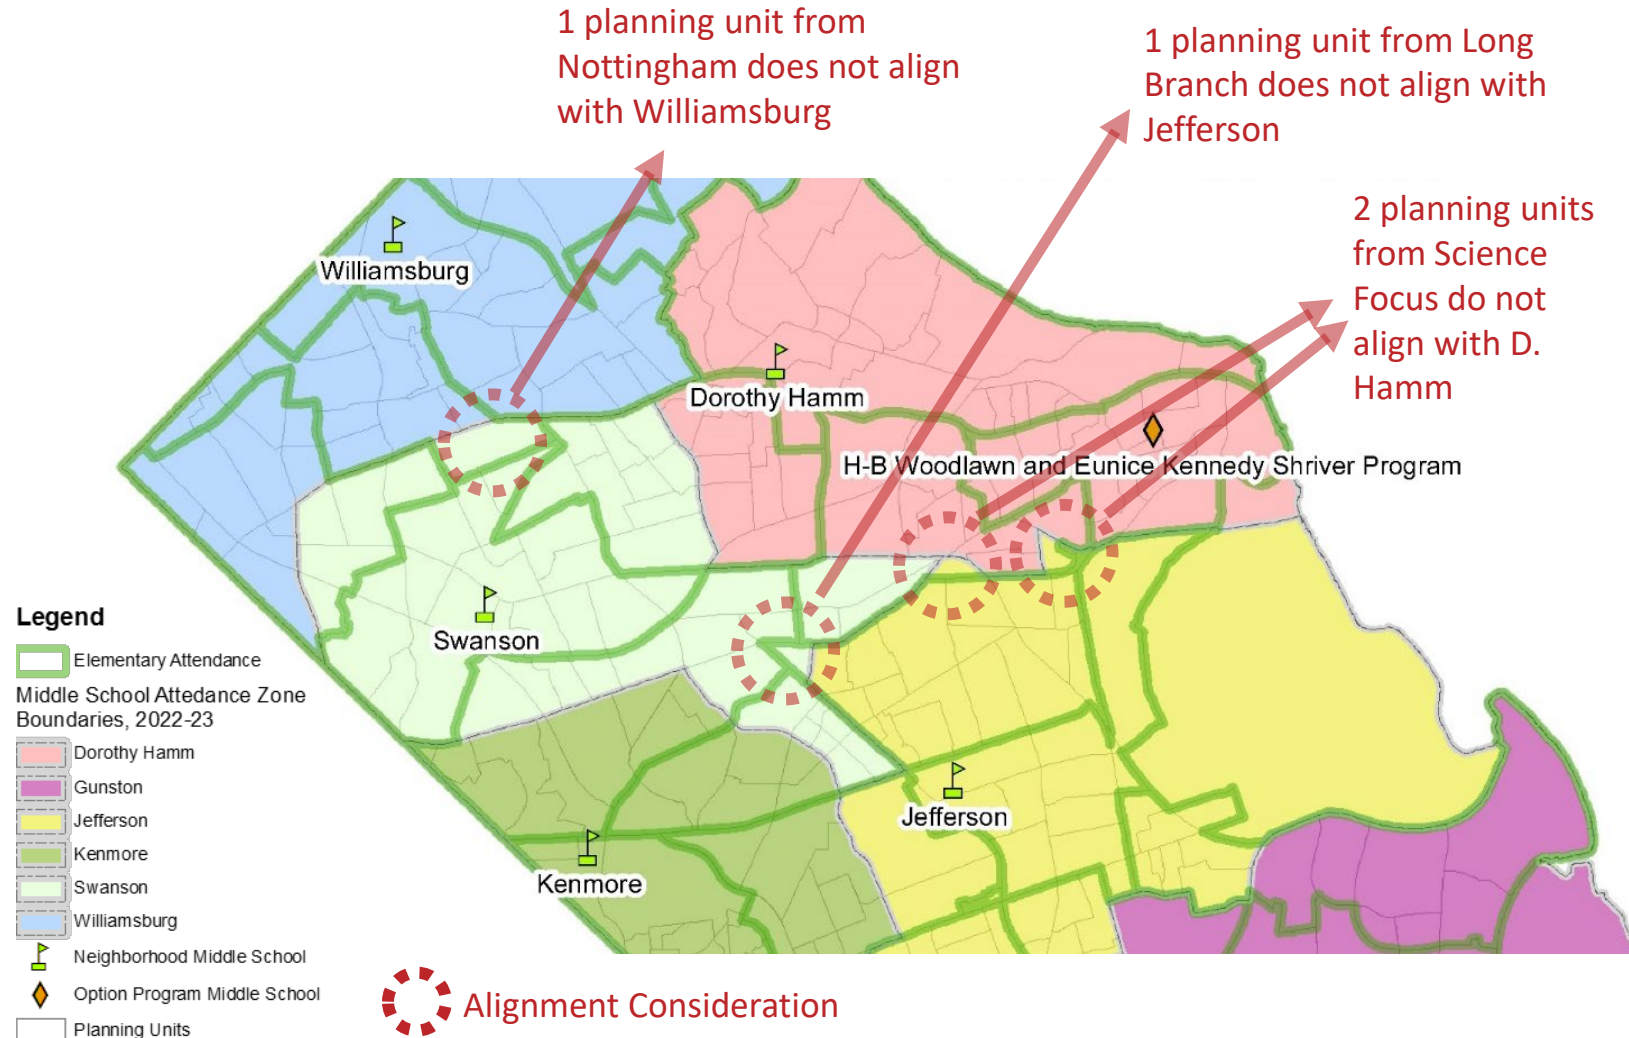 1 planning unit from
Nottingham does not align
with Williamsburg
1 planning unit from Long
Branch does not align with
Jefferson
2 planning units
from Science
Focus do not
align with D.
Hamm
Williamsburg
Dorothy Hamm
H-B Woodlawn and Eunice Kennedy Shriver Program
Swanson
Jefferson
Kenmore
Legend
Elementary Attendance
Middle School Attedance Zone
Boundaries, 2022-23
Dorothy Hamm
Gunston
Jefferson
Kenmore
Swanson
Williamsburg
Neighborhood Middle School
Option Program Middle School
Planning Units
Alignment Consideration